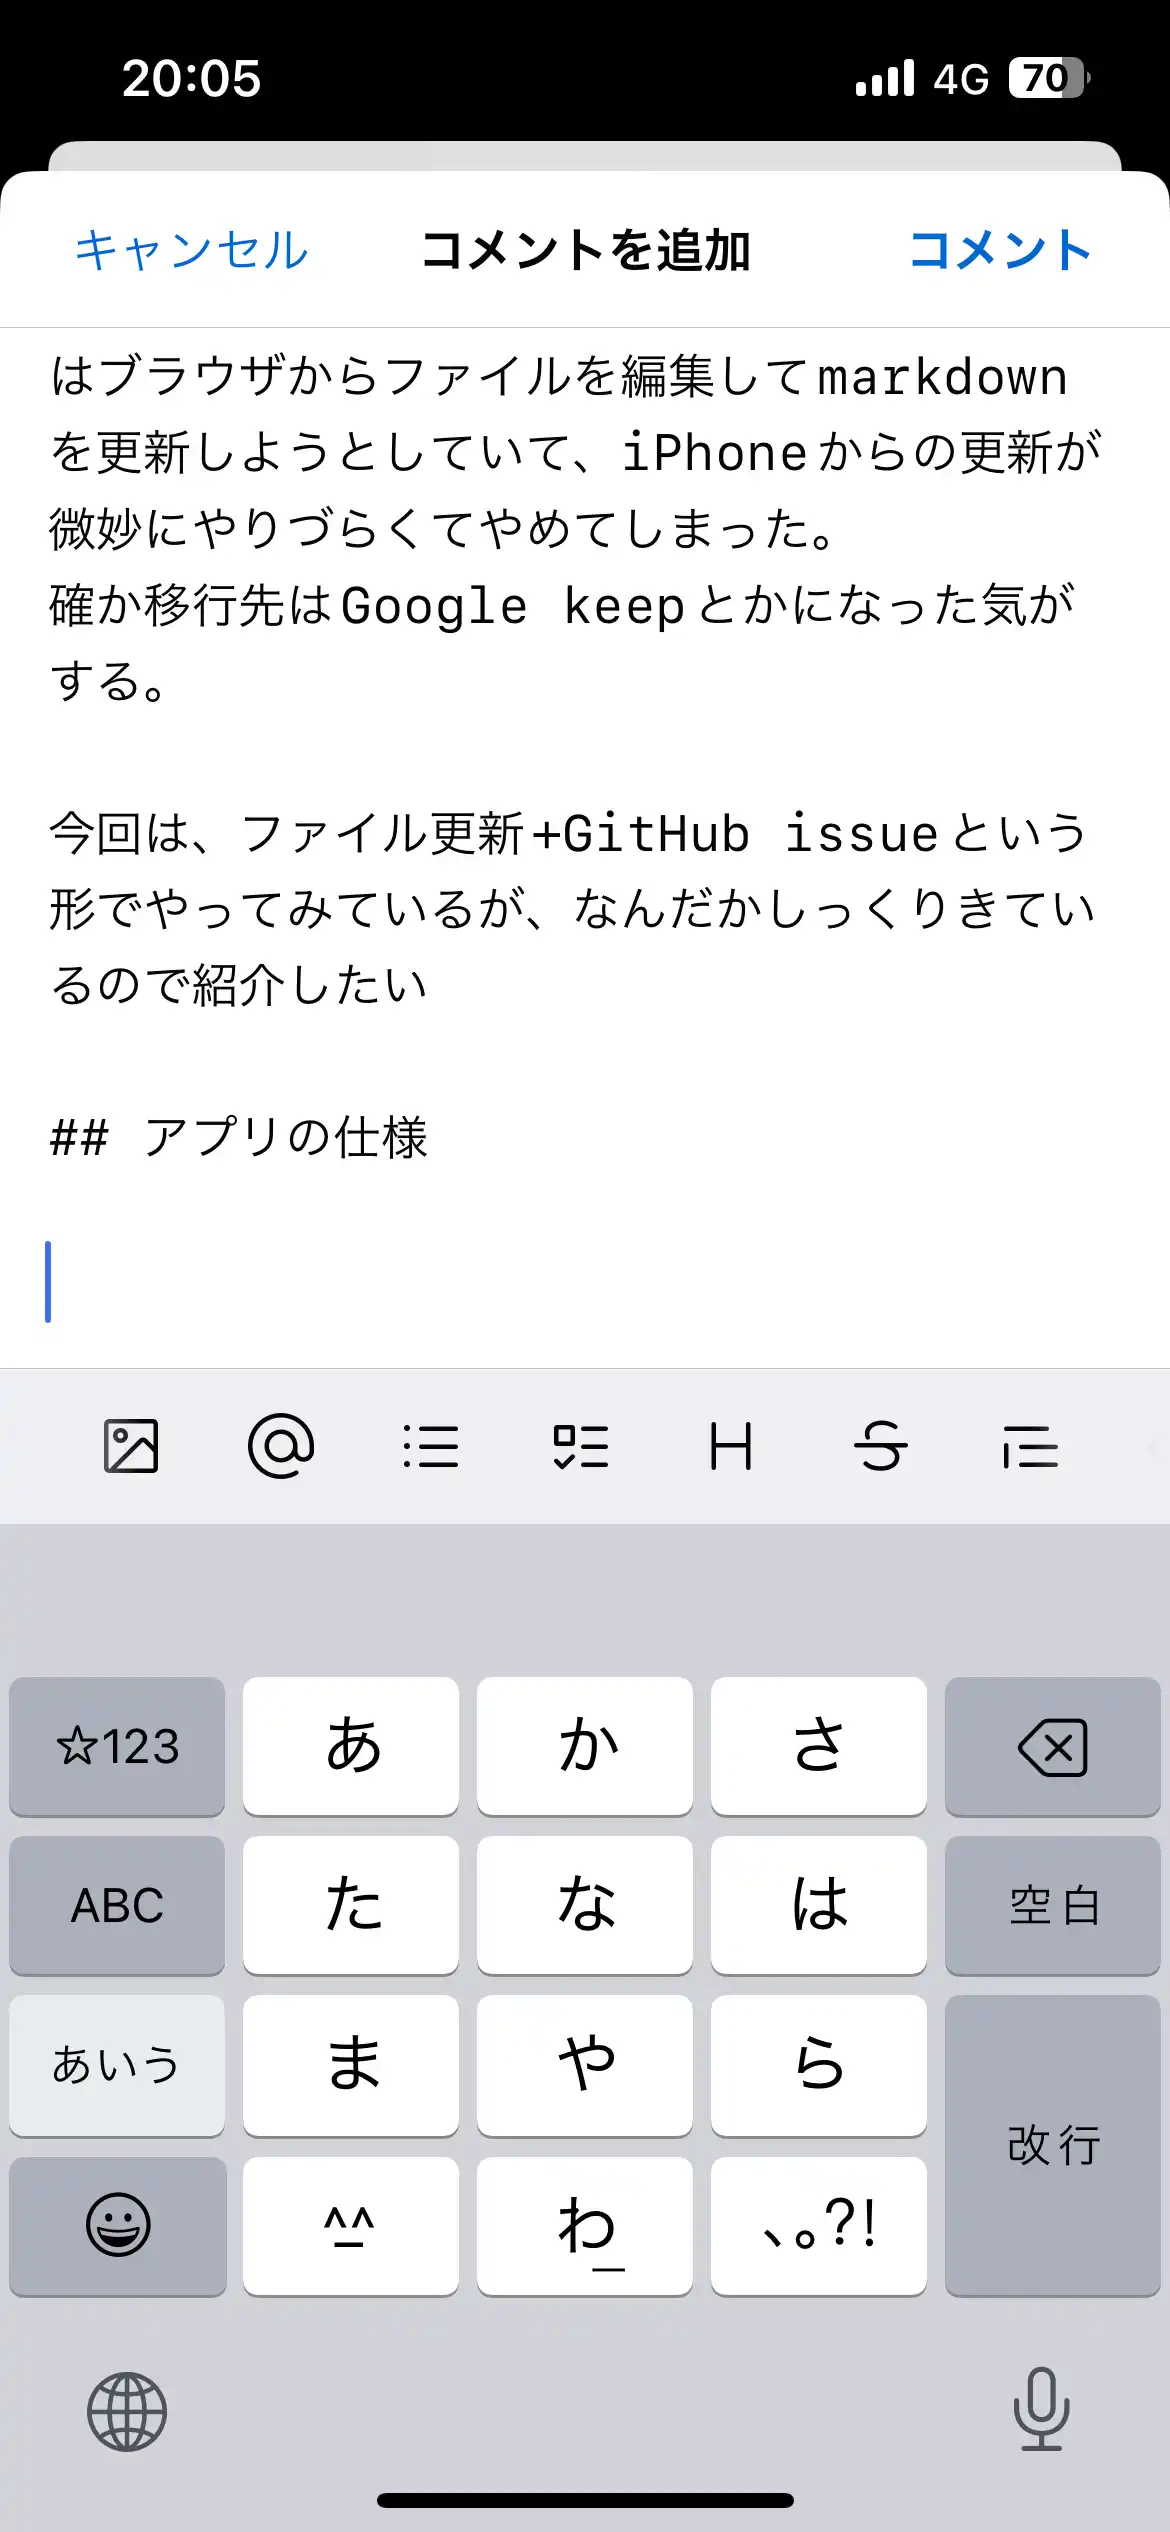 20:05
4G
70
キャンセル
コメントを追加
コメント
はブラウザからファイルを編集してmarkdown
を更新しようとしていて、iPhoneからの更新が
微妙にやりづらくてやめてしまった。
確か移行先はGoogle keepとかになった気が
する。
今回は、ファイル更新+GitHub issueという
形でやってみているが、なんだかしっくりきてい
るので紹介したい
## アプリの仕様
☆123
あ
か
さ
ABC
た
な
は
空白
あいう
ま
や
ら
改行
^_^
わ_
、。?!